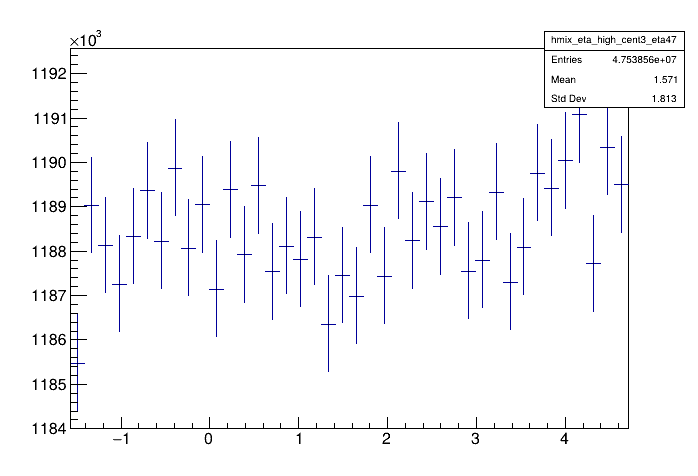 ×10³
hmix_eta_high_cent3_eta47
Entries 4.753856e+07
Mean 1.571
Std Dev 1.813
1192
1191
1190
1189
1188
1187
1186
1185
1184
−1 0 1 2 3 4